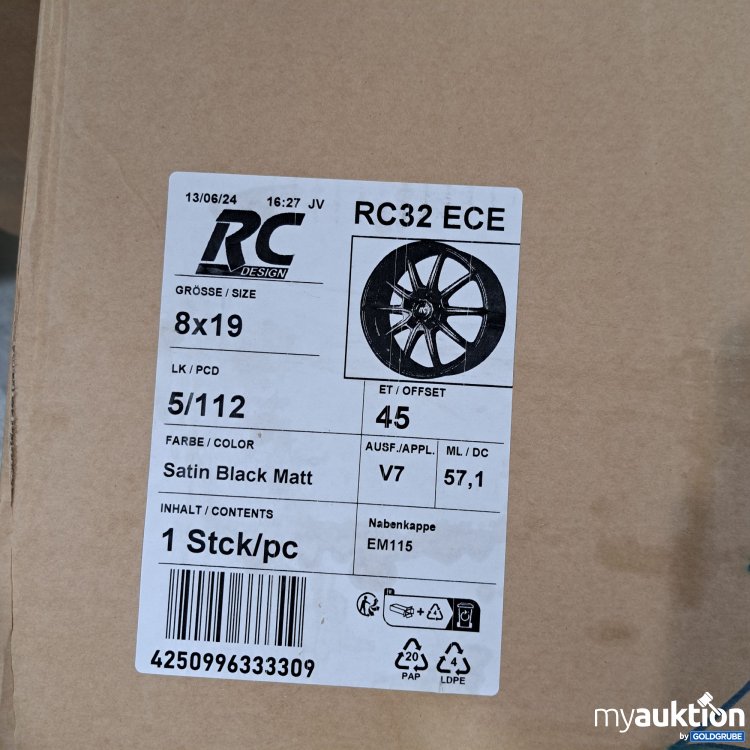 13/06/24 16:27 JV
RC
DESIGN
RC32 ECE
GRÖSSE / SIZE
8x19
LK / PCD
5/112
ET / OFFSET
45
FARBE / COLOR
Satin Black Matt
AUSF./APPL.
V7
ML / DC
57,1
INHALT / CONTENTS
1 Stck/pc
Nabenkappe
EM115
4250996333309
+
4
20
PAP
4
LDPE
myauktion
by GOLDGRUBE